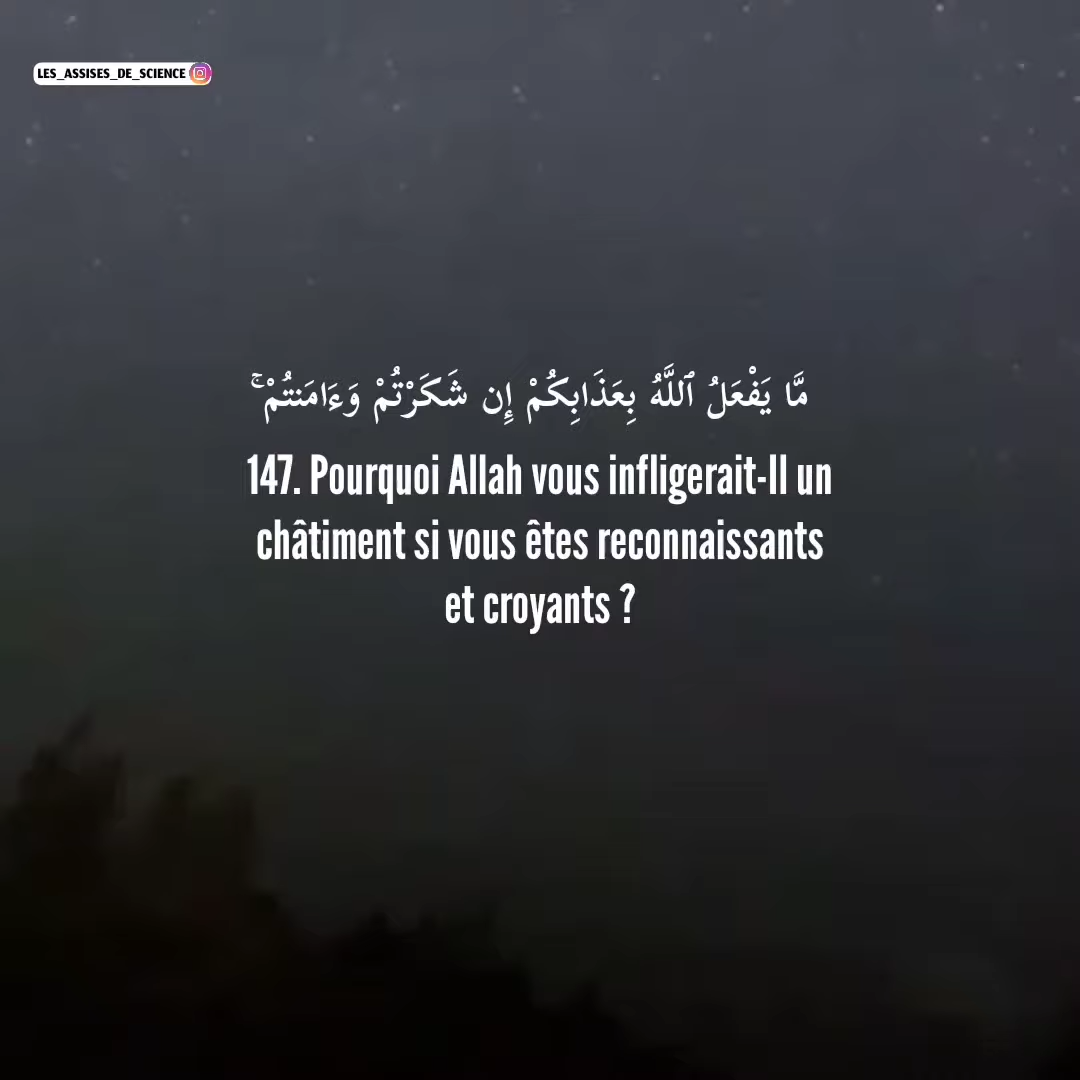 LES_ASSISES_DE_SCIENCE
مَّا يَفْعَلُ ٱللَّهُ بِعَذَابِكُمْ إِن شَكَرْتُمْ وَءَامَنتُمْ ۚ
147. Pourquoi Allah vous infligerait-Il un
châtiment si vous êtes reconnaissants
et croyants ?